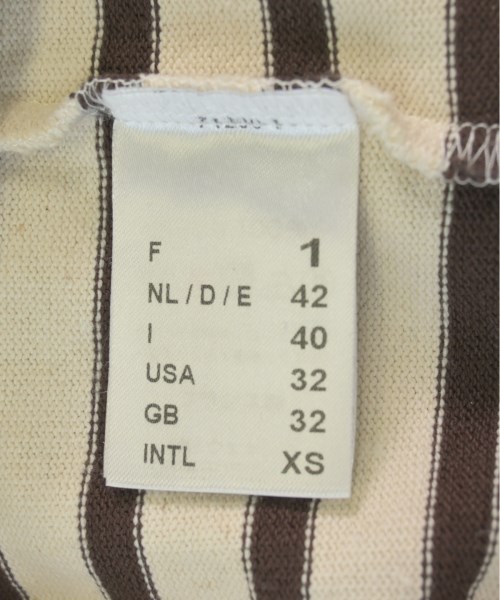 F 1
NL / D / E 42
I 40
USA 32
GB 32
INTL XS